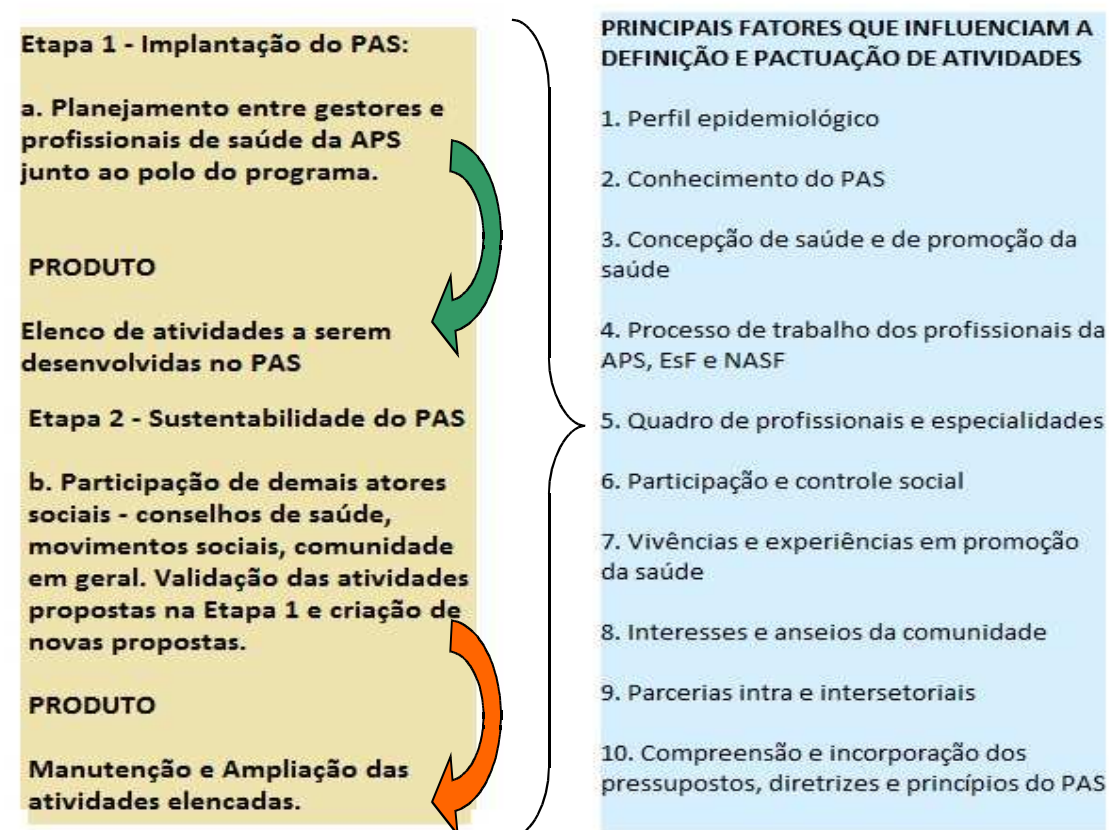 Etapa 1 - Implantação do PAS:
a. Planejamento entre gestores e
profissionais de saúde da APS
junto ao polo do programa.
PRODUTO
Elenco de atividades a serem
desenvolvidas no PAS
Etapa 2 - Sustentabilidade do PAS
b. Participação de demais atores
sociais - conselhos de saúde,
movimentos sociais, comunidade
em geral. Validação das atividades
propostas na Etapa 1 e criação de
novas propostas.
PRODUTO
Manutenção e Ampliação das
atividades elencadas.
PRINCIPAIS FATORES QUE INFLUENCIAM A
DEFINIÇÃO E PACTUAÇÃO DE ATIVIDADES
1. Perfil epidemiológico
2. Conhecimento do PAS
3. Concepção de saúde e de promoção da
saúde
4. Processo de trabalho dos profissionais da
APS, EsF e NASF
5. Quadro de profissionais e especialidades
6. Participação e controle social
7. Vivências e experiências em promoção
da saúde
8. Interesses e anseios da comunidade
9. Parcerias intra e intersetoriais
10. Compreensão e incorporação dos
pressupostos, diretrizes e princípios do PAS